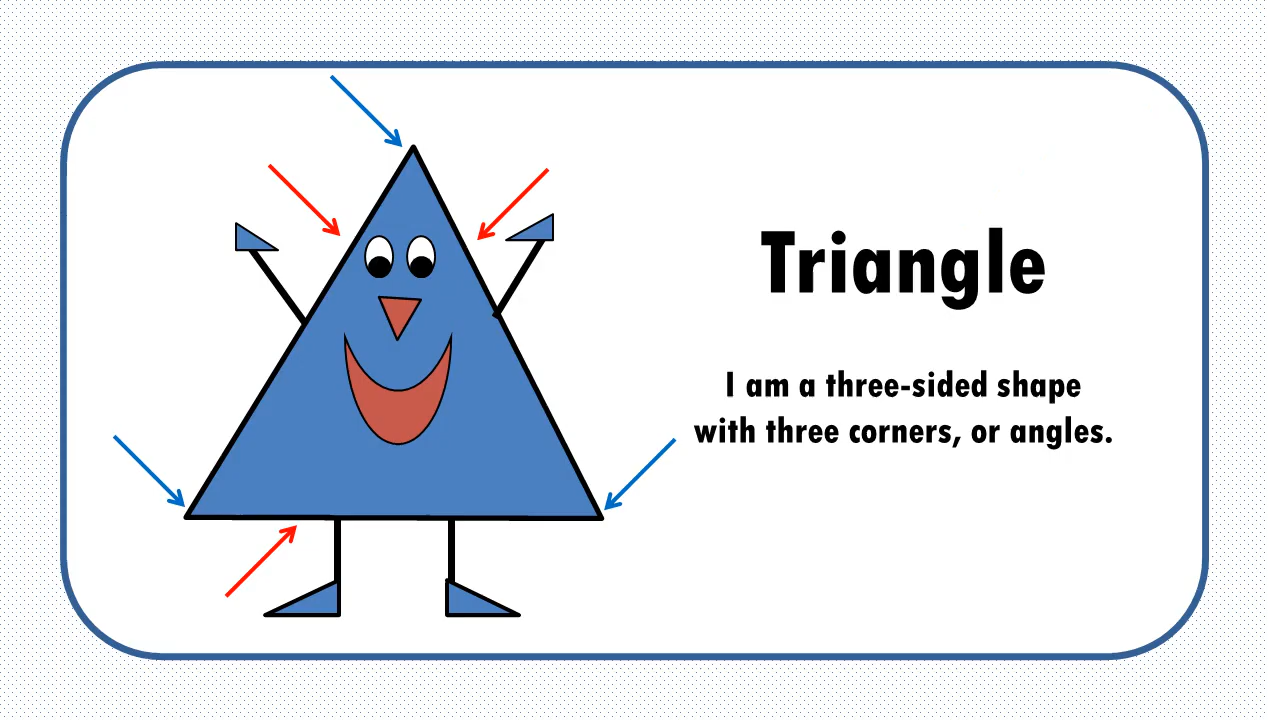 Triangle
I am a three-sided shape
with three corners, or angles.